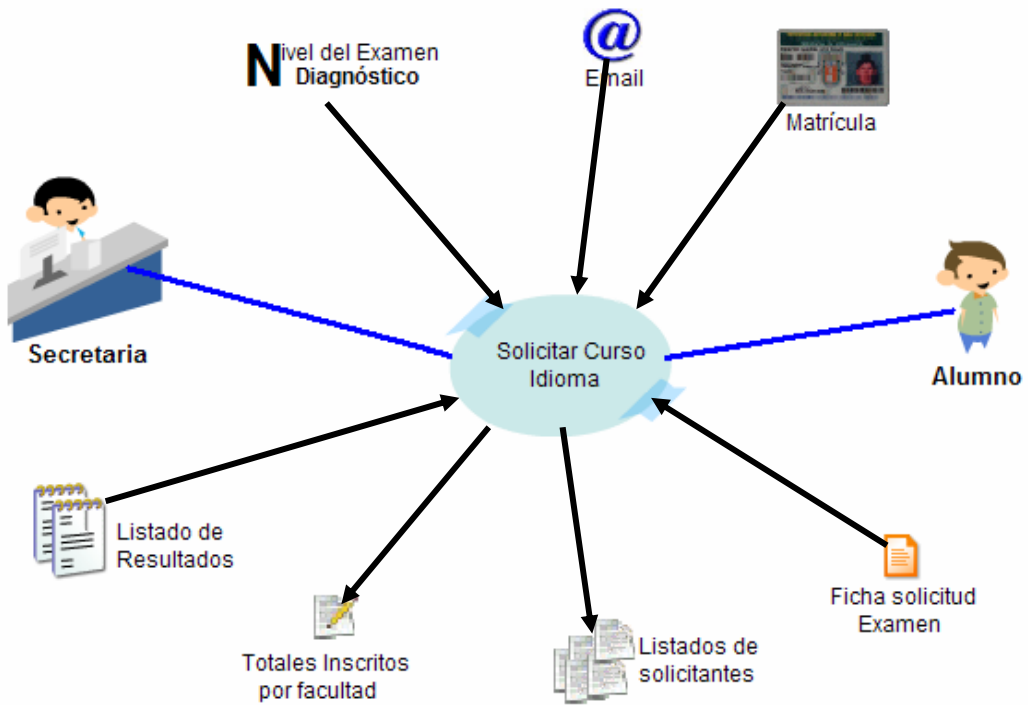 Nivel del Examen
Diagnóstico
@
Email
Matrícula
Secretaria
Solicitar Curso
Idioma
Alumno
Listado de
Resultados
Totales Inscritos
por facultad
Listados de
solicitantes
Ficha solicitud
Examen